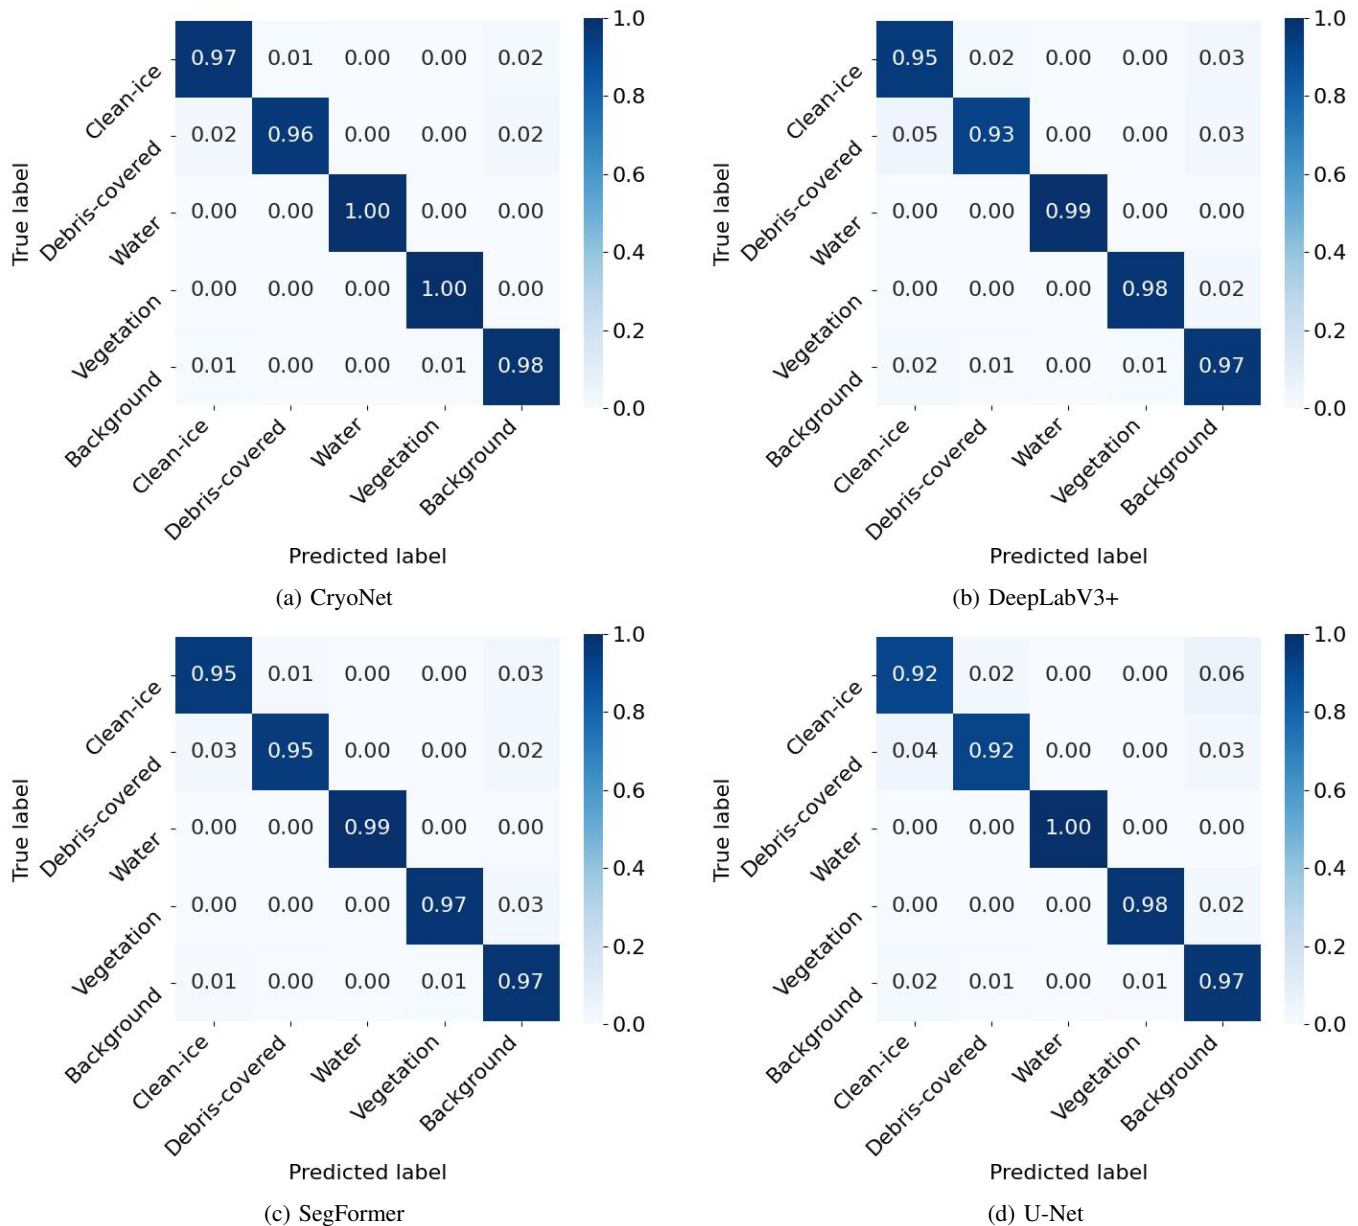 0.97 0.01 0.00 0.00 0.02
0.02 0.96 0.00 0.00 0.02
0.00 0.00 1.00 0.00 0.00
0.00 0.00 0.00 1.00 0.00
0.01 0.00 0.00 0.01 0.98
Clean-ice
Debris-covered
Water
Vegetation
Background
True label
Clean-ice
Debris-covered
Water
Vegetation
Background
Predicted label
1.0
0.8
0.6
0.4
0.2
0.0
(a) CryoNet
0.95 0.02 0.00 0.00 0.03
0.05 0.93 0.00 0.00 0.03
0.00 0.00 0.99 0.00 0.00
0.00 0.00 0.00 0.98 0.02
0.02 0.01 0.00 0.01 0.97
Clean-ice
Debris-covered
Water
Vegetation
Background
True label
Clean-ice
Debris-covered
Water
Vegetation
Background
Predicted label
1.0
0.8
0.6
0.4
0.2
0.0
(b) DeepLabV3+
0.95 0.01 0.00 0.00 0.03
0.03 0.95 0.00 0.00 0.02
0.00 0.00 0.99 0.00 0.00
0.00 0.00 0.00 0.97 0.03
0.01 0.00 0.00 0.01 0.97
Clean-ice
Debris-covered
Water
Vegetation
Background
True label
Clean-ice
Debris-covered
Water
Vegetation
Background
Predicted label
1.0
0.8
0.6
0.4
0.2
0.0
(c) SegFormer
0.92 0.02 0.00 0.00 0.06
0.04 0.92 0.00 0.00 0.03
0.00 0.00 1.00 0.00 0.00
0.00 0.00 0.00 0.98 0.02
0.02 0.01 0.00 0.01 0.97
Clean-ice
Debris-covered
Water
Vegetation
Background
True label
Clean-ice
Debris-covered
Water
Vegetation
Background
Predicted label
1.0
0.8
0.6
0.4
0.2
0.0
(d) U-Net